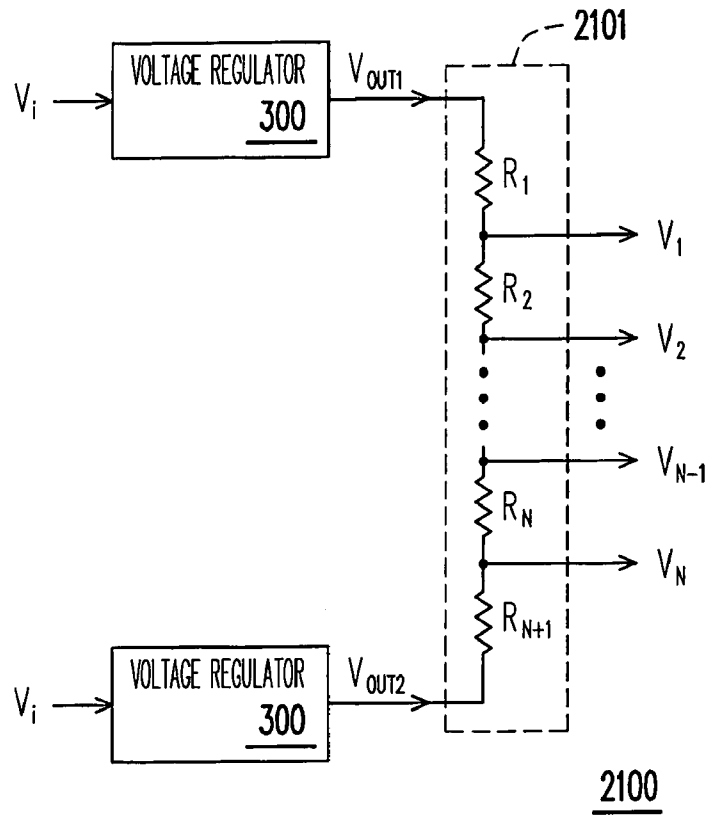 2101
VOLTAGE REGULATOR
300
V_i
V_OUT1
R_1
V_1
R_2
V_2
V_N-1
R_N
V_N
R_N+1
VOLTAGE REGULATOR
300
V_i
V_OUT2
2100